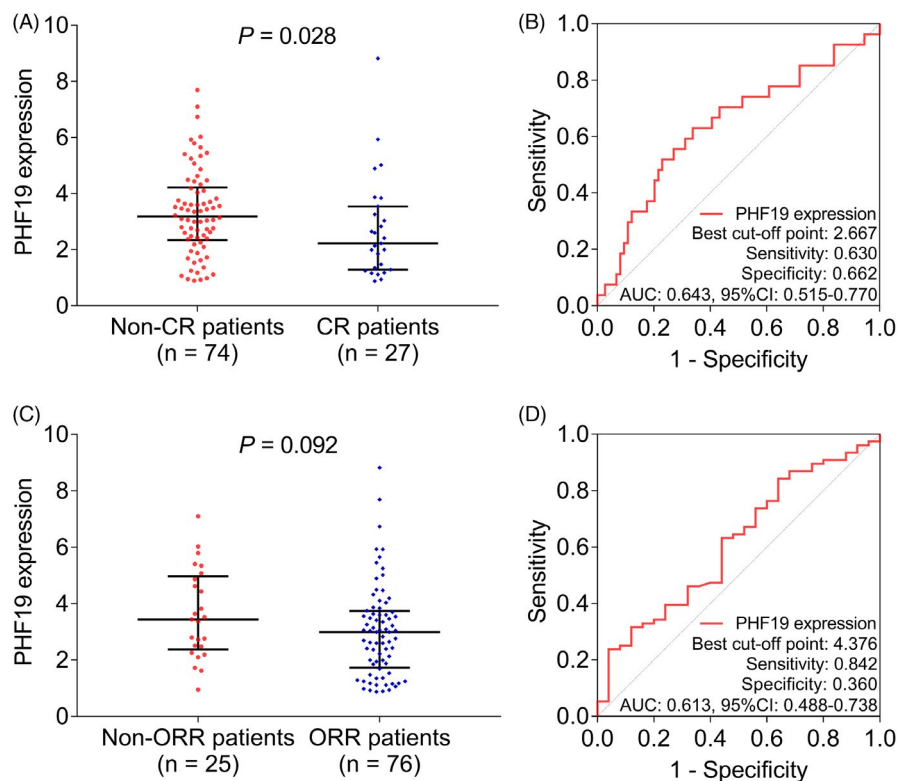 (A)
P = 0.028
PHF19 expression
10
8
6
4
2
0
Non-CR patients
(n = 74)
CR patients
(n = 27)
(B)
Sensitivity
1.0
0.8
0.6
0.4
0.2
0.0
PHF19 expression
Best cut-off point: 2.667
Sensitivity: 0.630
Specificity: 0.662
AUC: 0.643, 95%CI: 0.515-0.770
0.0 0.2 0.4 0.6 0.8 1.0
1 - Specificity
(C)
P = 0.092
PHF19 expression
10
8
6
4
2
0
Non-ORR patients
(n = 25)
ORR patients
(n = 76)
(D)
Sensitivity
1.0
0.8
0.6
0.4
0.2
0.0
PHF19 expression
Best cut-off point: 4.376
Sensitivity: 0.842
Specificity: 0.360
AUC: 0.613, 95%CI: 0.488-0.738
0.0 0.2 0.4 0.6 0.8 1.0
1 - Specificity